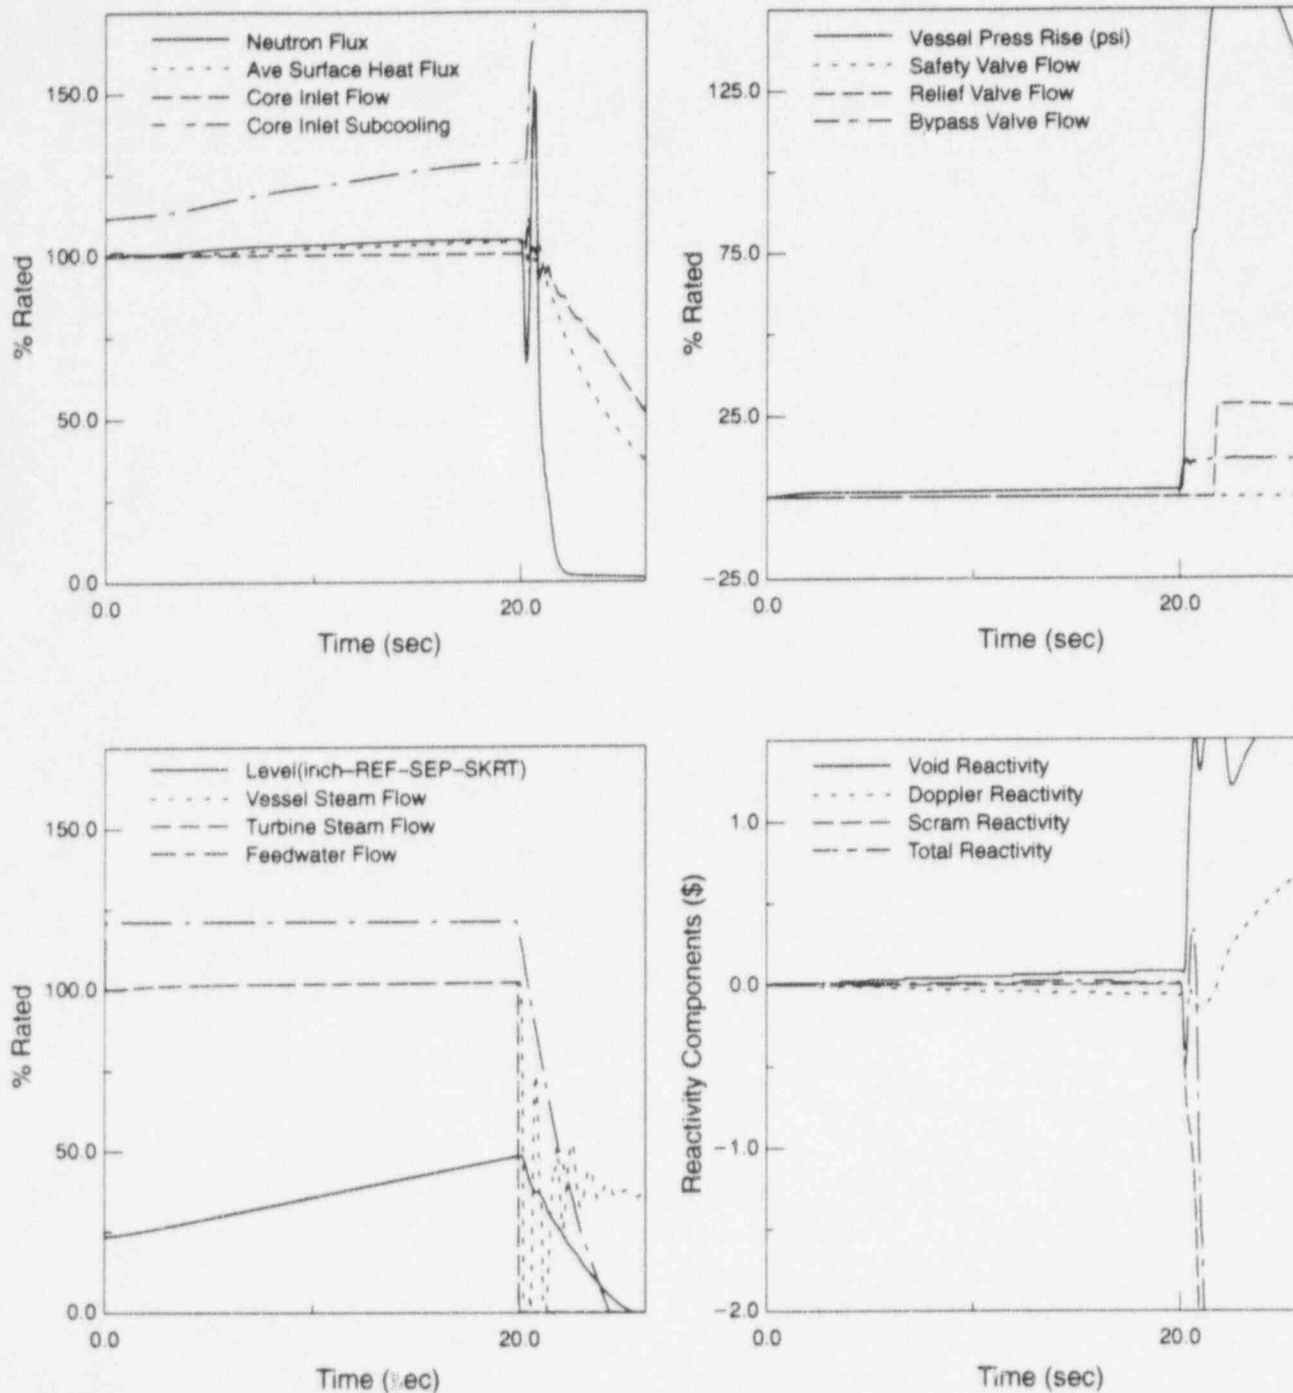 Neutron Flux
Ave Surface Heat Flux
Core Inlet Flow
Core Inlet Subcooling
150.0
100.0
50.0
0.0
% Rated
0.0
20.0
Time (sec)
Vessel Press Rise (psi)
Safety Valve Flow
Relief Valve Flow
Bypass Valve Flow
125.0
75.0
25.0
−25.0
% Rated
0.0
20.0
Time (sec)
Level(inch−REF−SEP−SKRT)
Vessel Steam Flow
Turbine Steam Flow
Feedwater Flow
150.0
100.0
50.0
0.0
% Rated
0.0
20.0
Time (sec)
Void Reactivity
Doppler Reactivity
Scram Reactivity
Total Reactivity
1.0
0.0
−1.0
−2.0
Reactivity Components ($)
0.0
20.0
Time (sec)